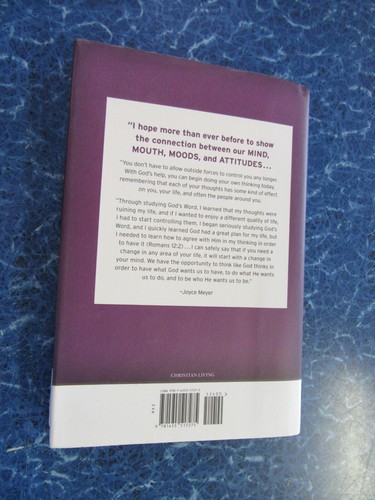 "I hope more than ever before to show
the connection between our MIND,
MOUTH, MOODS, and ATTITUDES...
"You don't have to allow outside forces to control you any longer.
With God's help, you can begin doing your own thinking today,
remembering that each of your thoughts has some kind of effect
on you, your life, and often the people around you.
"Through studying God's Word, I learned that my thoughts were
ruining my life, and if I wanted to enjoy a different quality of life,
I had to start controlling them. I began seriously studying God's
Word, and I quickly learned God had a great plan for my life, but
I needed to learn how to agree with Him in my thinking in order
to have it (Romans 12:2)...I can safely say that if you need a
change in any area of your life, it will start with a change in
your mind. We have the opportunity to think like God thinks in
order to have what God wants us to have, to do what He wants
us to do, and to be who He wants us to be."
–Joyce Meyer
CHRISTIAN LIVING